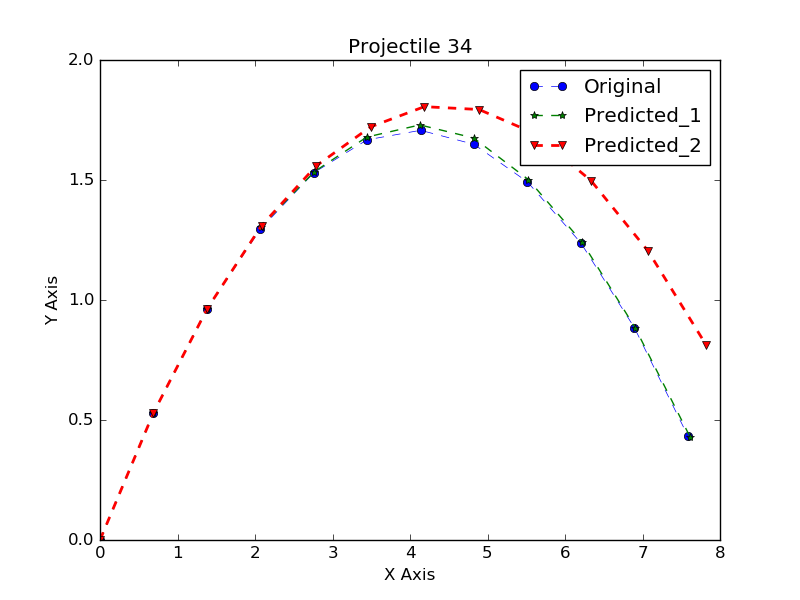 Projectile 34
2.0
1.5
1.0
0.5
0.0
Y Axis
Original
Predicted_1
Predicted_2
0 1 2 3 4 5 6 7 8
X Axis